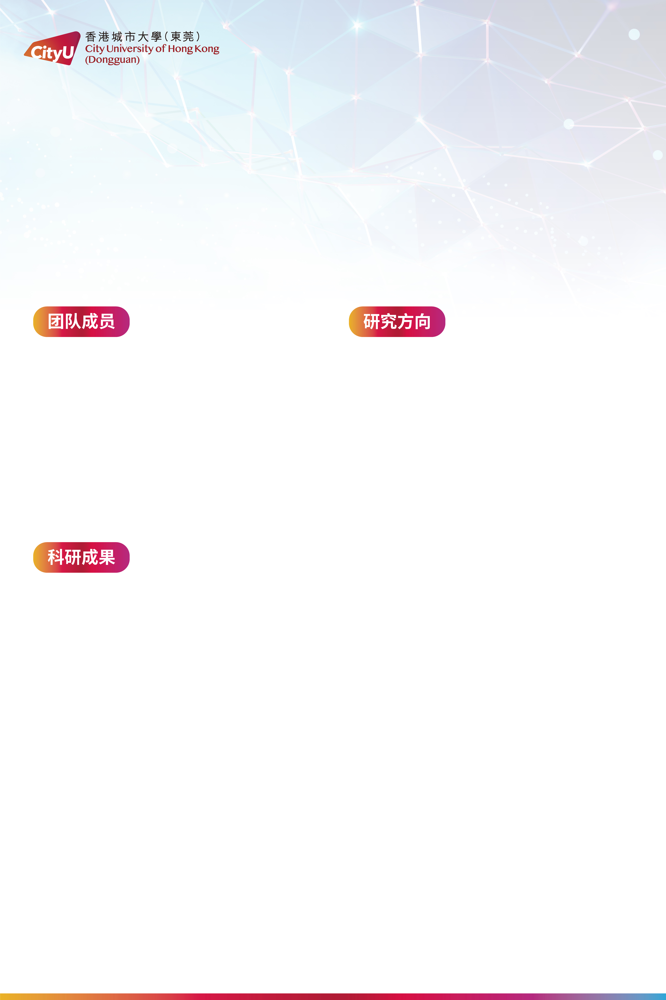 CityU
香港城市大學(東莞)
City University of Hong Kong
(Dongguan)
团队成员
研究方向
科研成果